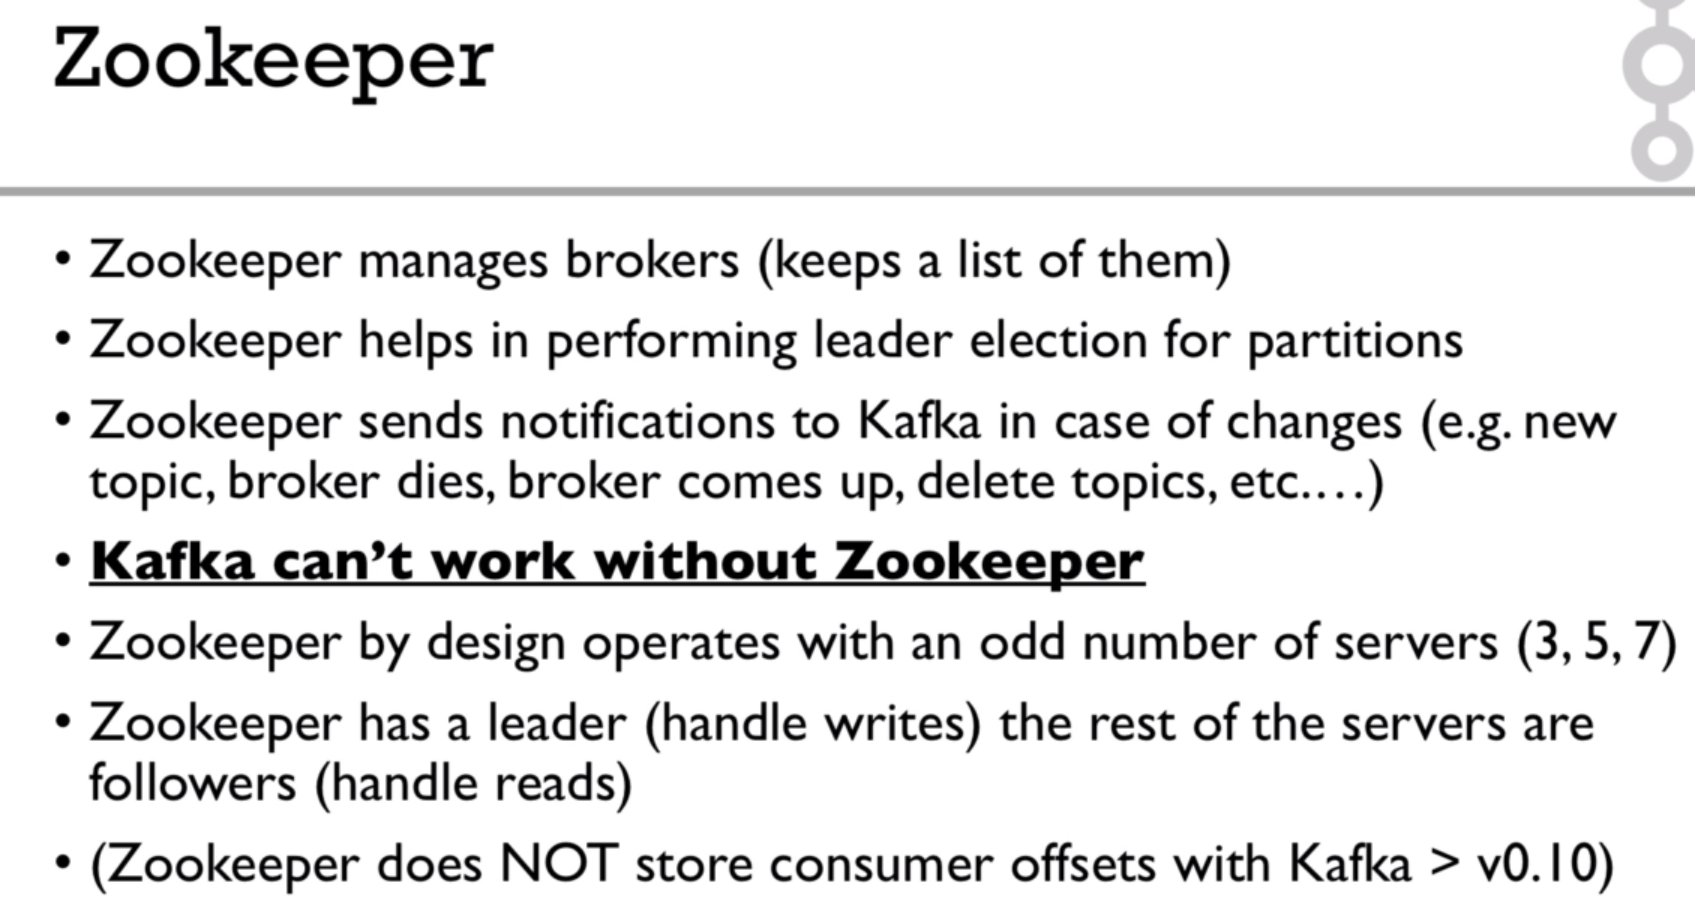 Zookeeper
• Zookeeper manages brokers (keeps a list of them)
• Zookeeper helps in performing leader election for partitions
• Zookeeper sends notifications to Kafka in case of changes (e.g. new
topic, broker dies, broker comes up, delete topics, etc.…)
• Kafka can’t work without Zookeeper
• Zookeeper by design operates with an odd number of servers (3, 5, 7)
• Zookeeper has a leader (handle writes) the rest of the servers are
followers (handle reads)
• (Zookeeper does NOT store consumer offsets with Kafka > v0.10)